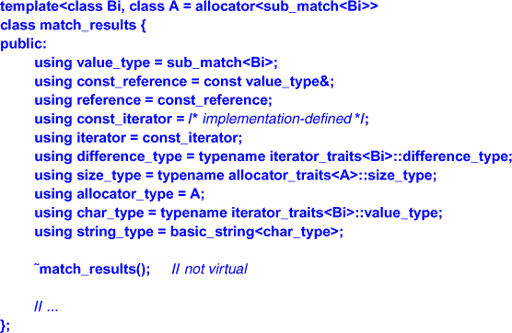 template<class Bi, class A = allocator<sub_match<Bi>>
class match_results {
public:
using value_type = sub_match<Bi>;
using const_reference = const value_type&;
using reference = const_reference;
using const_iterator = /* implementation-defined */;
using iterator = const_iterator;
using difference_type = typename iterator_traits<Bi>::difference_type;
using size_type = typename allocator_traits<A>::size_type;
using allocator_type = A;
using char_type = typename iterator_traits<Bi>::value_type;
using string_type = basic_string<char_type>;
~match_results(); // not virtual
// ...
};